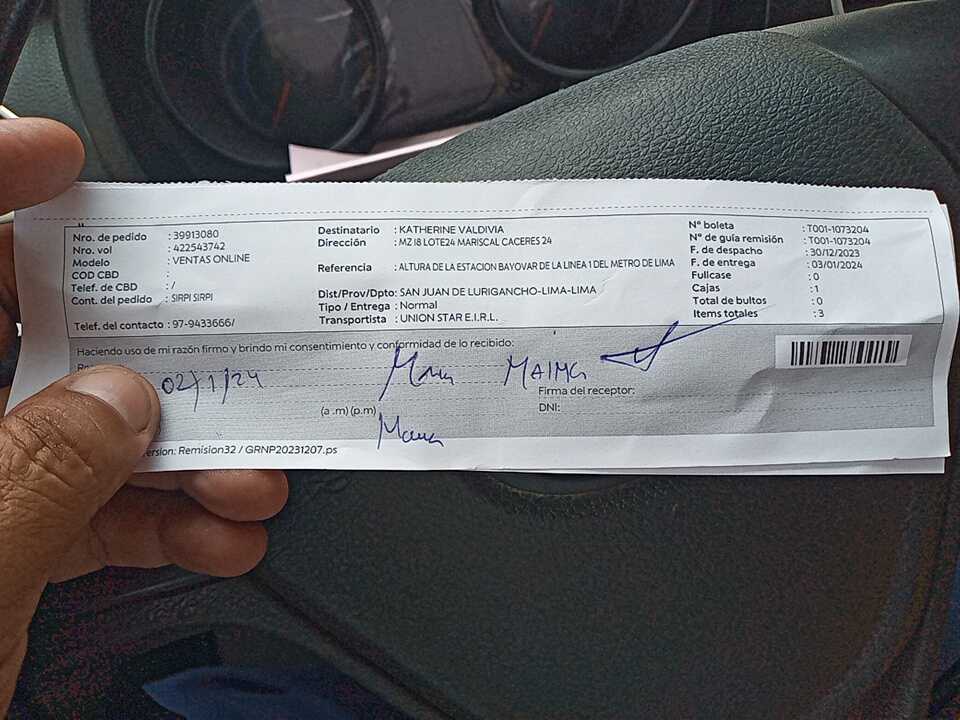 Nro. de pedido : 39913080
Nro. vol : 422543742
Modelo : VENTAS ONLINE
COD CBD :
Telef. de CBD : /
Cont. del pedido : SIRPI SIRPI
Telef. del contacto : 97-9433666/
Destinatario : KATHERINE VALDIVIA
Dirección : MZ I8 LOTE24 MARISCAL CACERES 24
Referencia : ALTURA DE LA ESTACION BAYOVAR DE LA LINEA 1 DEL METRO DE LIMA
Dist/Prov/Dpto: SAN JUAN DE LURIGANCHO-LIMA-LIMA
Tipo / Entrega : Normal
Transportista : UNION STAR E.I.R.L.
N° boleta : T001-1073204
N° de guía remisión : T001-1073204
F. de despacho : 30/12/2023
F. de entrega : 03/01/2024
Fullcase : 0
Cajas : 1
Total de bultos : 0
Items totales : 3
Haciendo uso de mi razón firmo y brindo mi consentimiento y conformidad de lo recibido:
02/1/24
(a .m) (p.m)
Firma del receptor:
DNI:
ersion: Remision32 / GRNP20231207.ps